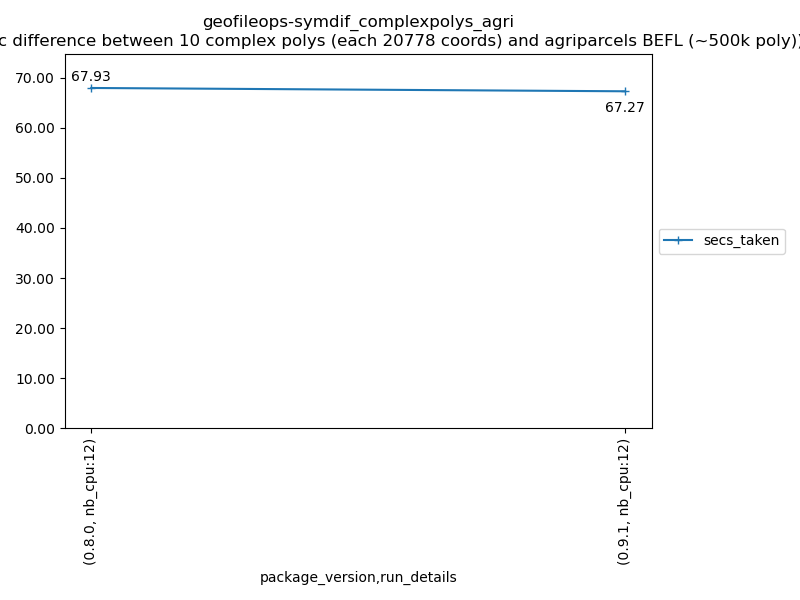 geofileops-symdif_complexpolys_agri
c difference between 10 complex polys (each 20778 coords) and agriparcels BEFL (~500k poly))
70.00
60.00
50.00
40.00
30.00
20.00
10.00
0.00
67.93
67.27
secs_taken
(0.8.0, nb_cpu:12)
(0.9.1, nb_cpu:12)
package_version,run_details